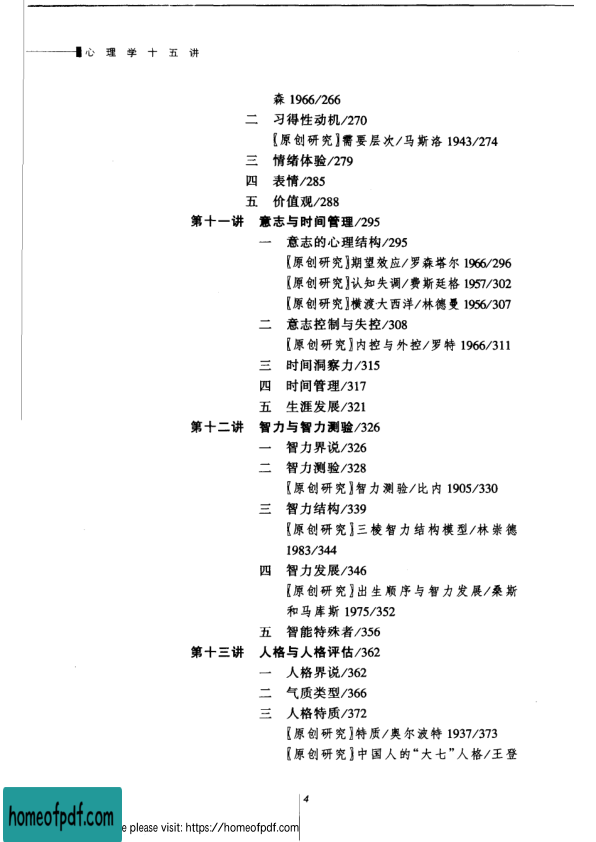 心 理 学 十 五 讲
森 1966/266
二 习得性动机/270
〖原创研究〗需要层次/马斯洛 1943/274
三 情绪体验/279
四 表情/285
五 价值观/288
第十一讲 意志与时间管理/295
一 意志的心理结构/295
〖原创研究〗期望效应/罗森塔尔 1966/296
〖原创研究〗认知失调/费斯廷格 1957/302
〖原创研究〗横渡大西洋/林德曼 1956/307
二 意志控制与失控/308
〖原创研究〗内控与外控/罗特 1966/311
三 时间洞察力/315
四 时间管理/317
五 生涯发展/321
第十二讲 智力与智力测验/326
一 智力界说/326
二 智力测验/328
〖原创研究〗智力测验/比内 1905/330
三 智力结构/339
〖原创研究〗三棱智力结构模型/林崇德
1983/344
四 智力发展/346
〖原创研究〗出生顺序与智力发展/桑斯
和马库斯 1975/352
五 智能特殊者/356
第十三讲 人格与人格评估/362
一 人格界说/362
二 气质类型/366
三 人格特质/372
〖原创研究〗特质/奥尔波特 1937/373
〖原创研究〗中国人的“大七”人格/王登
4
homeofpdf.com
e please visit: https://homeofpdf.com